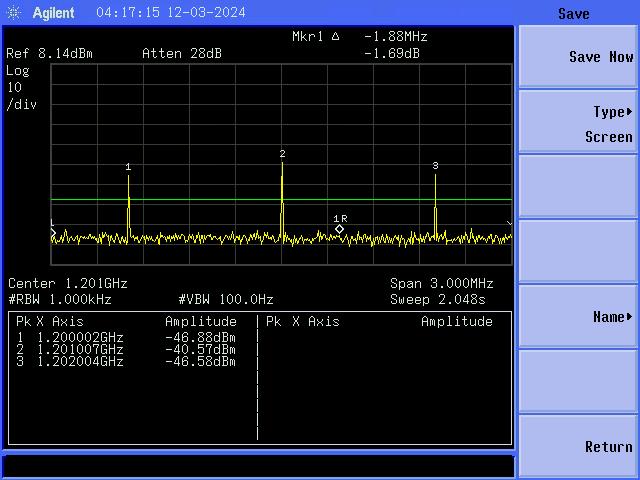 Agilent 04:17:15 12-03-2024 Save
Mkr1 Δ -1.88MHz
Ref 8.14dBm Atten 28dB -1.69dB
Save Now
Log
10
/div
Type
Screen
1 2 3
1R
Center 1.201GHz Span 3.000MHz
#RBW 1.000kHz #VBW 100.0Hz Sweep 2.048s
Name
Pk X Axis Amplitude Pk X Axis Amplitude
1 1.200002GHz -46.88dBm
2 1.201007GHz -40.57dBm
3 1.202004GHz -46.58dBm
Return